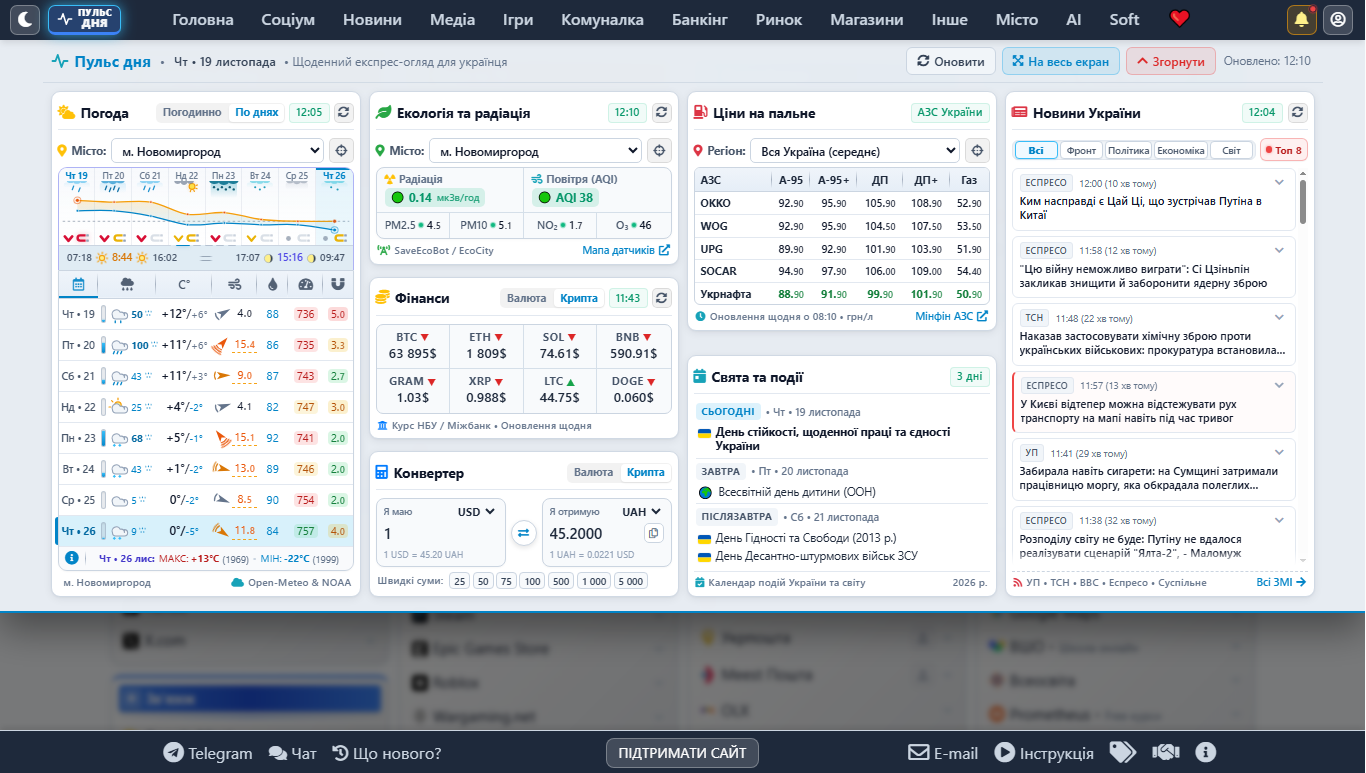 ПУЛЬС ДНЯ
Головна Соціум Новини Медіа Ігри Комуналка Банкінг Ринок Магазини Інше Місто AI Soft
Пульс дня • Чт • 19 листопада • Щоденний експрес-огляд для українця
Оновити На весь екран Згорнути Оновлено: 12:10
Погода Погодинно По днях 12:05
Місто: м. Новомиргород
Чт 19 Пт 20 Сб 21 Нд 22 Пн 23 Вт 24 Ср 25 Чт 26
07:18 8:44 16:02 17:07 15:16 09:47
C°
Чт • 19 50 +12°/+6° 4.0 88 736 5.0
Пт • 20 100 +11°/+6° 15.4 86 735 3.3
Сб • 21 43 +11°/+3° 9.0 87 743 2.7
Нд • 22 25 +4°/-2° 4.1 82 747 3.0
Пн • 23 68 +5°/-1° 15.1 92 741 2.0
Вт • 24 43 +1°/-2° 13.0 89 746 2.0
Ср • 25 5 0°/-2° 8.5 90 754 2.0
Чт • 26 9 0°/-5° 11.8 84 757 4.0
Чт • 26 лис: МАКС: +13°C (1969) • МІН: -22°C (1999)
м. Новомиргород Open-Meteo & NOAA
Екологія та радіація 12:10
Місто: м. Новомиргород
Радіація Повітря (AQI)
0.14 мкЗв/год AQI 38
PM2.5 4.5 PM10 5.1 NO₂ 1.7 O₃ 46
SaveEcoBot / EcoCity Мапа датчиків
Фінанси Валюта Крипта 11:43
BTC ETH SOL BNB
63 895$ 1 809$ 74.61$ 590.91$
GRAM XRP LTC DOGE
1.03$ 0.988$ 44.75$ 0.060$
Курс НБУ / Міжбанк • Оновлення щодня
Конвертер Валюта Крипта
Я маю USD Я отримую UAH
1 45.2000
1 USD = 45.20 UAH 1 UAH = 0.0221 USD
Швидкі суми: 25 50 75 100 500 1 000 5 000
Ціни на пальне АЗС України
Регіон: Вся Україна (середнє)
АЗС А-95 А-95+ ДП ДП+ Газ
ОККО 92.90 95.90 105.90 108.90 52.90
WOG 92.90 95.90 104.50 107.50 53.50
UPG 89.90 92.90 101.90 103.90 51.90
SOCAR 94.90 97.90 106.00 109.00 54.40
Укрнафта 88.90 91.90 99.90 101.90 50.90
Оновлення щодня о 08:10 • грн/л Мінфін АЗС
Свята та події 3 дні
СЬОГОДНІ • Чт • 19 листопада
День стійкості, щоденної праці та єдності
України
ЗАВТРА • Пт • 20 листопада
Всесвітній день дитини (ООН)
ПІСЛЯЗАВТРА • Сб • 21 листопада
День Гідності та Свободи (2013 р.)
День Десантно-штурмових військ ЗСУ
Календар подій України та світу 2026 р.
Новини України 12:04
Всі Фронт Політика Економіка Світ Топ 8
ЕСПРЕСО 12:00 (10 хв тому)
Ким насправді є Цай Ці, що зустрічав Путіна в
Китаї
ЕСПРЕСО 11:58 (12 хв тому)
"Цю війну неможливо виграти": Сі Цзіньпін
закликав знищити й заборонити ядерну зброю
ТСН 11:48 (22 хв тому)
Наказав застосовувати хімічну зброю проти
українських військових: прокуратура встановила...
ЕСПРЕСО 11:57 (13 хв тому)
У Києві відтепер можна відстежувати рух
транспорту на мапі навіть під час тривог
УП 11:41 (29 хв тому)
Забирала навіть сигарети: на Сумщині затримали
працівницю моргу, яка обкрадала полеглих...
ЕСПРЕСО 11:38 (32 хв тому)
Розподілу світу не буде: Путіну не вдалося
реалізувати сценарій "Ялта-2", - Маломуж
УП • ТСН • BBC • Еспресо • Суспільне Всі ЗМІ
X.com
Epic Games Store
Roblox
Wargaming.net
Укрпошта
Meest Пошта
OLX
Всеосвіта
Prometheus
Telegram Чат Що нового? ПІДТРИМАТИ САЙТ E-mail Інструкція